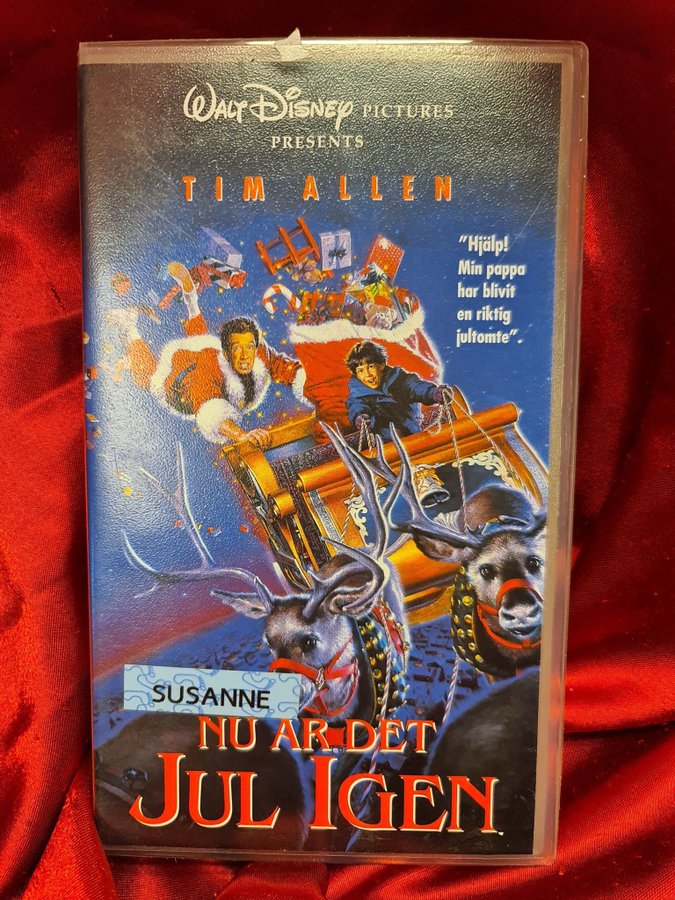 WALT DISNEY PICTURES
PRESENTS
TIM ALLEN
"Hjälp!
Min pappa
har blivit
en riktig
jultomte".
SUSANNE
NU ÄR DET
JUL IGEN